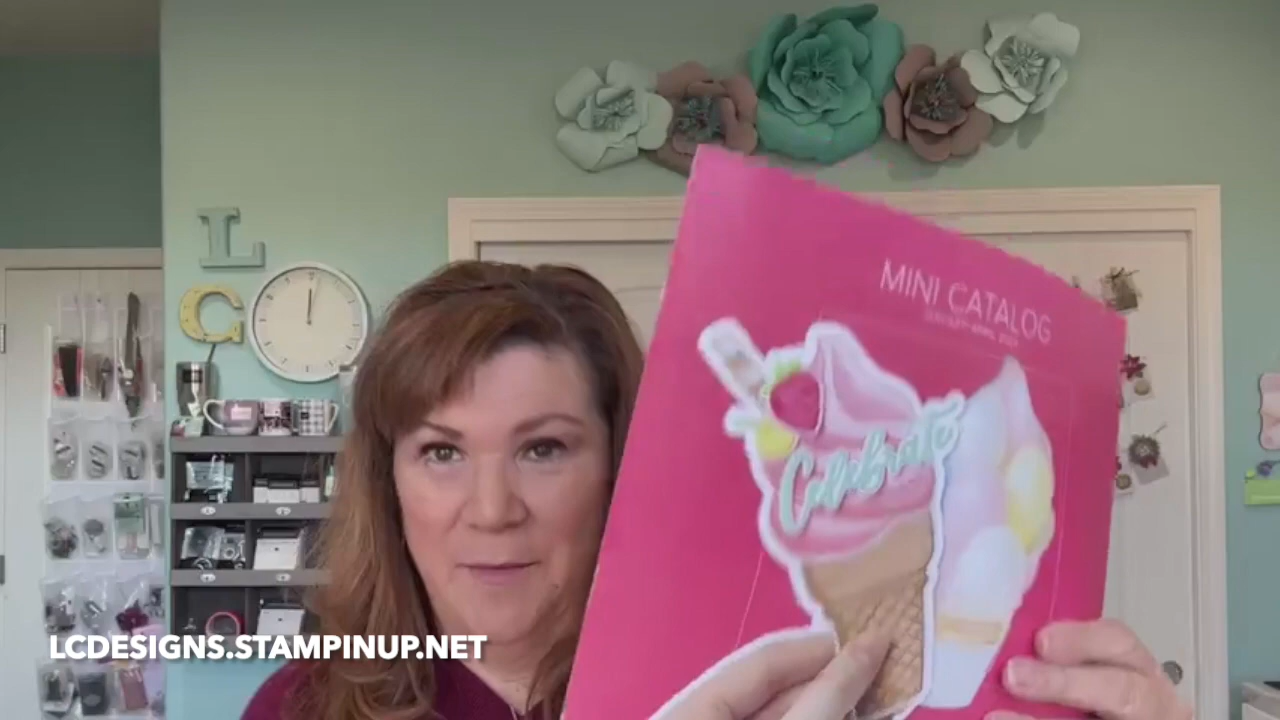 L
C
MINI CATALOG
Celebrate
LCDESIGNS.STAMPINUP.NET